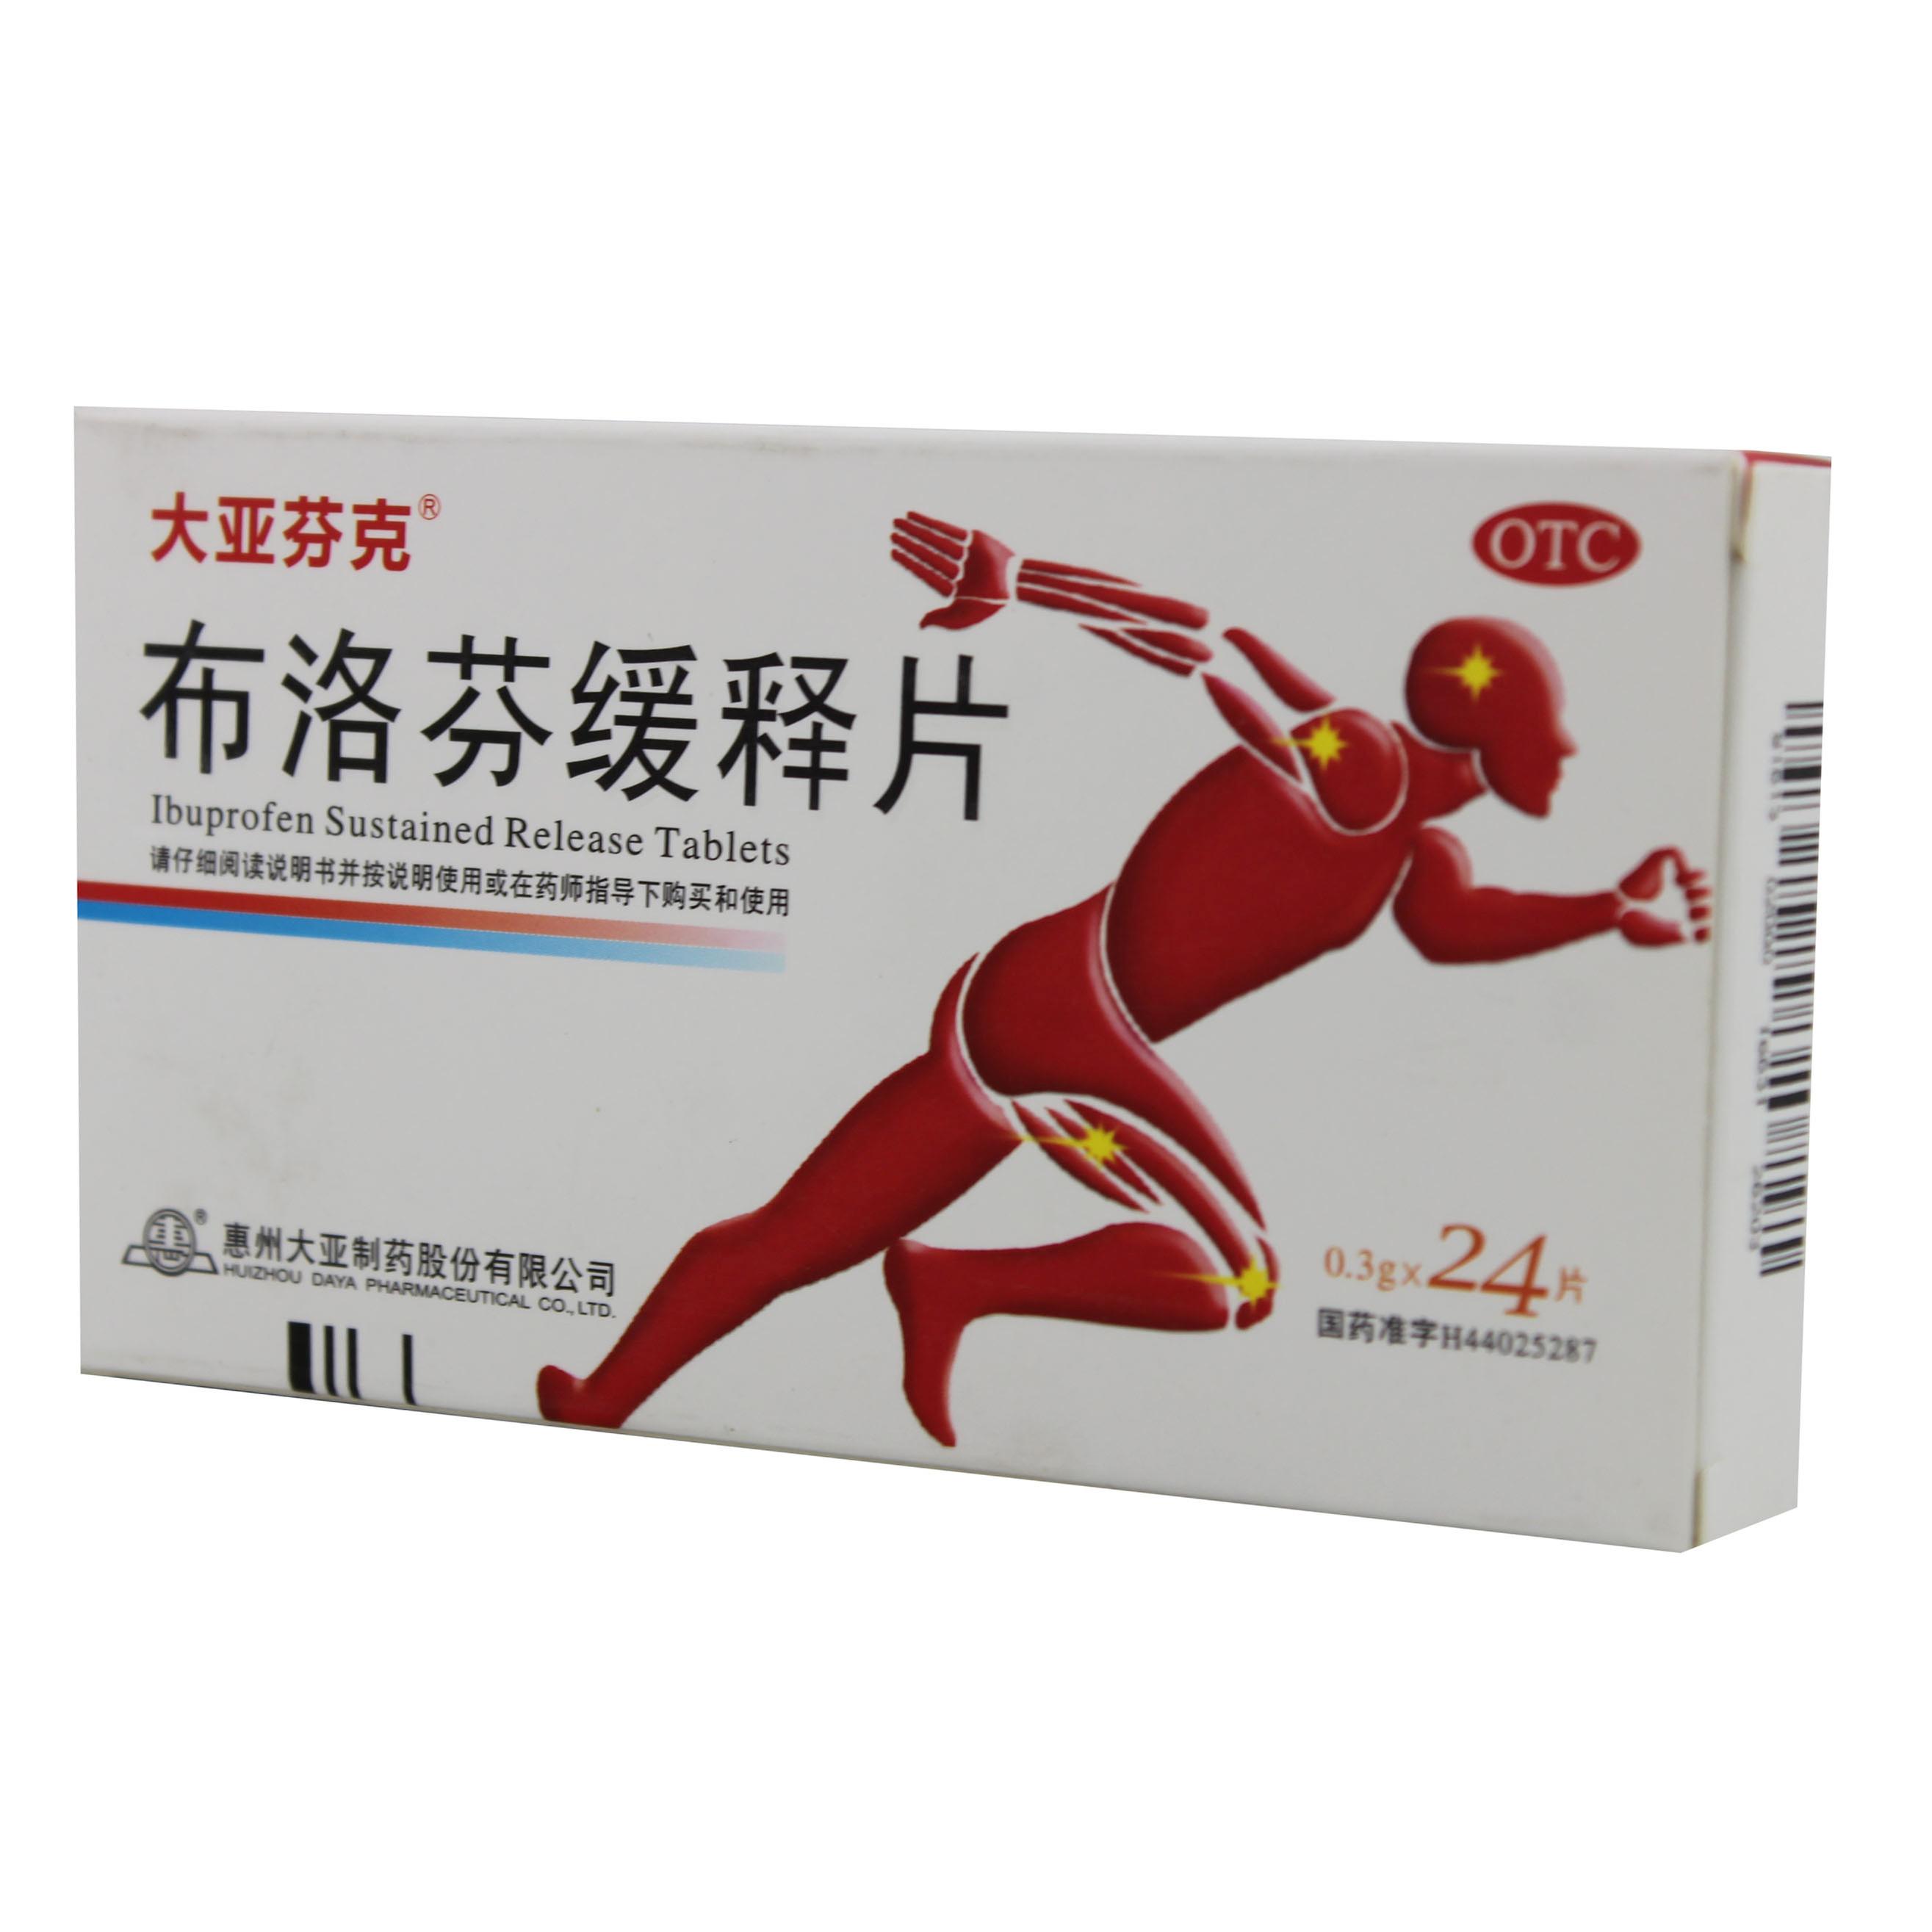 大亚芬克®
OTC
布洛芬缓释片
Ibuprofen Sustained Release Tablets
请仔细阅读说明书并按说明使用或在药师指导下购买和使用
惠州大亚制药股份有限公司
HUIZHOU DAYA PHARMACEUTICAL CO.,LTD.
0.3g×24片
国药准字H44025287